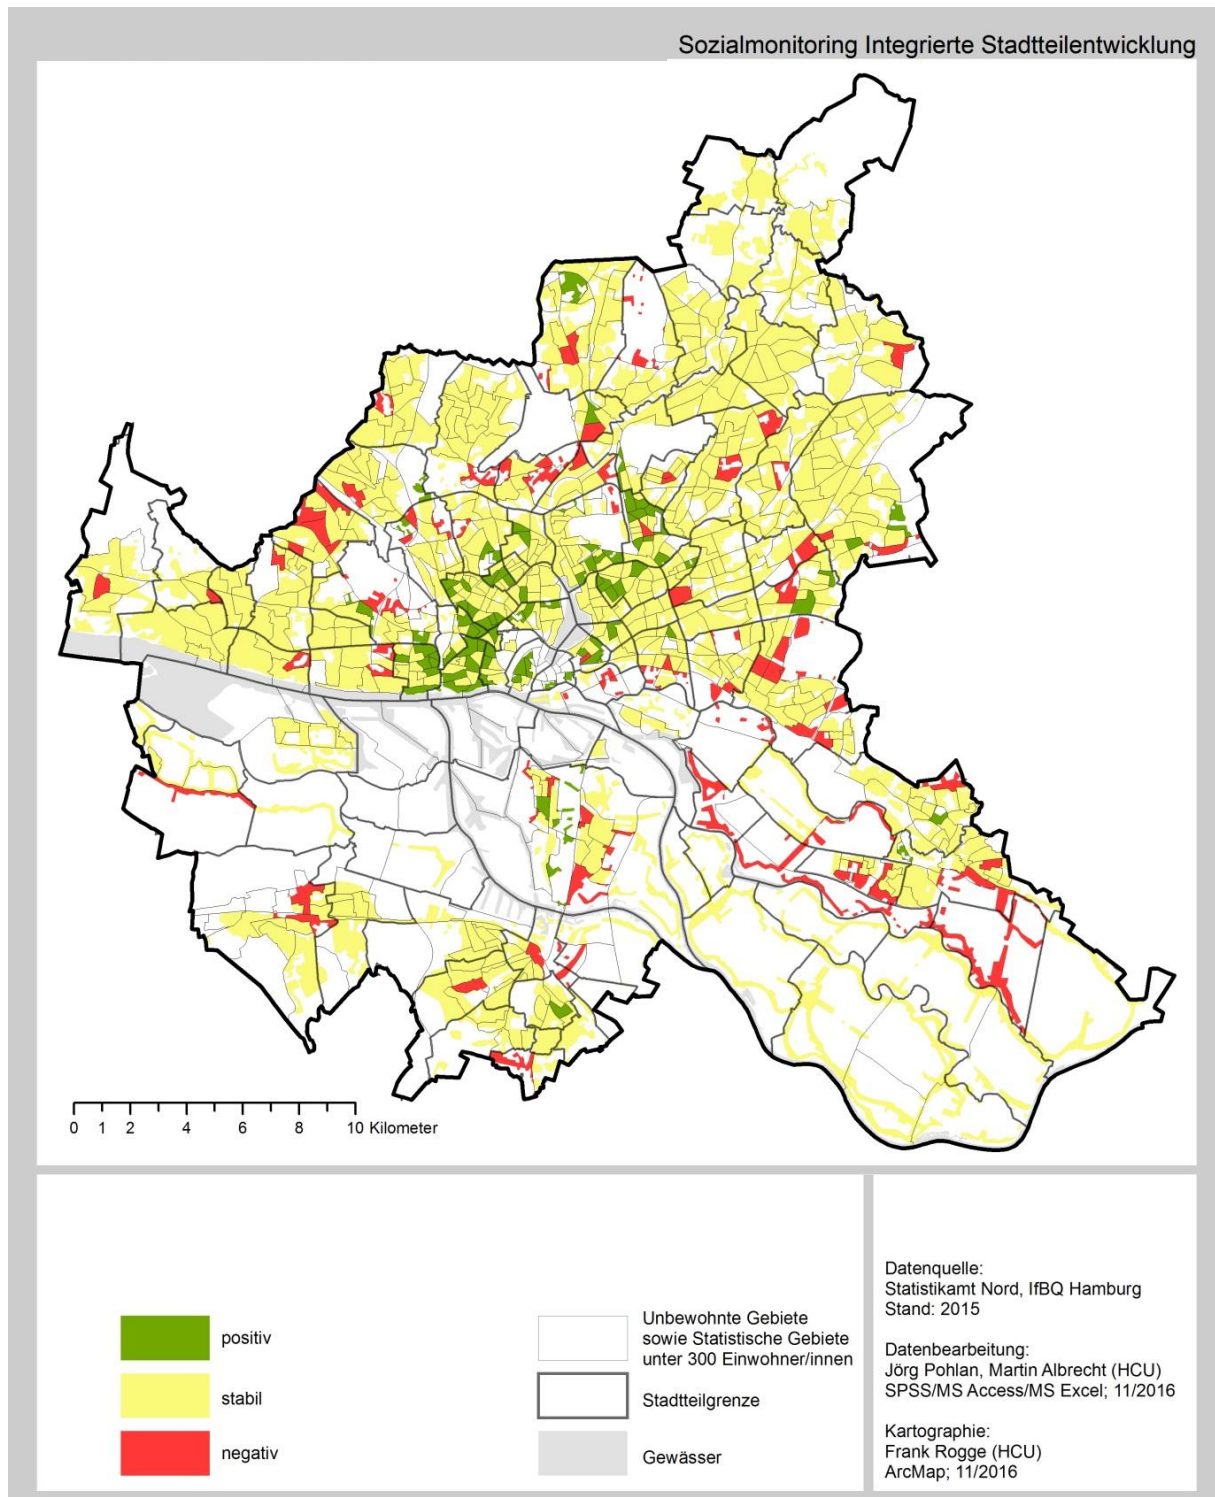 Sozialmonitoring Integrierte Stadtteilentwicklung
0 1 2 4 6 8 10 Kilometer
positiv
stabil
negativ
Unbewohnte Gebiete
sowie Statistische Gebiete
unter 300 Einwohner/innen
Stadtteilgrenze
Gewässer
Datenquelle:
Statistikamt Nord, IfBQ Hamburg
Stand: 2015
Datenbearbeitung:
Jörg Pohlan, Martin Albrecht (HCU)
SPSS/MS Access/MS Excel; 11/2016
Kartographie:
Frank Rogge (HCU)
ArcMap; 11/2016